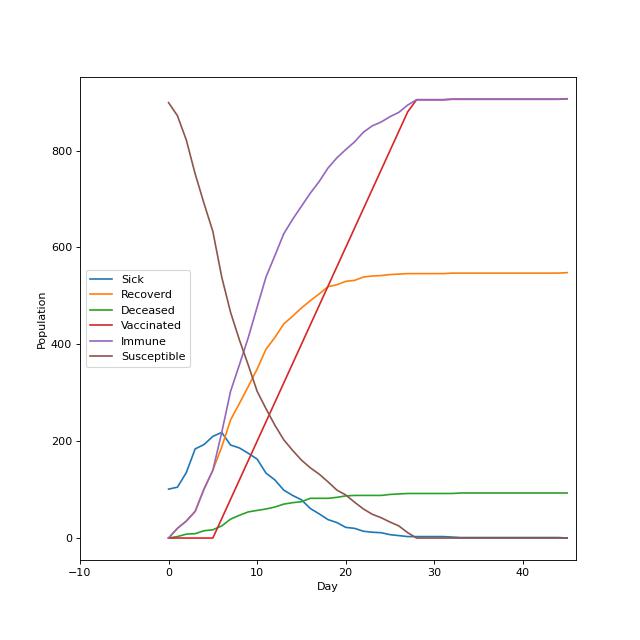 800
600
400
200
0
Population
Sick
Recoverd
Deceased
Vaccinated
Immune
Susceptible
−10
0
10
20
30
40
Day